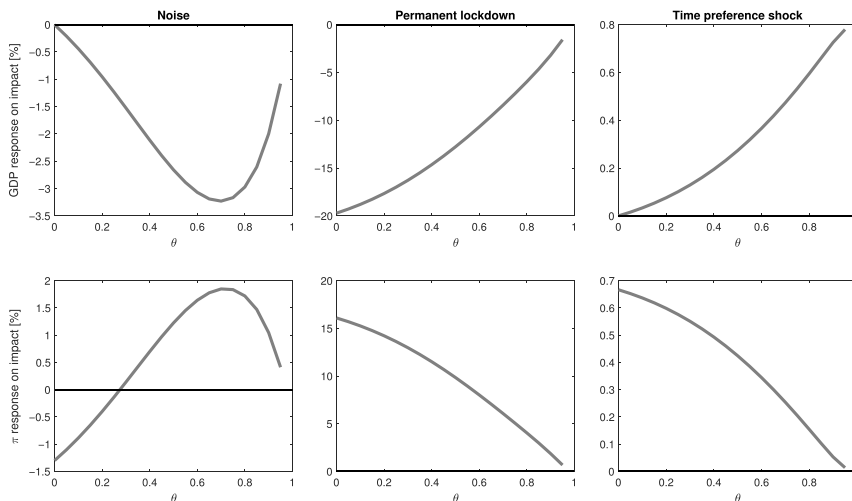 Noise
Permanent lockdown
Time preference shock
GDP response on impact [%]
0
−0.5
−1
−1.5
−2
−2.5
−3
−3.5
0 0.2 0.4 0.6 0.8 1
θ
0
−5
−10
−15
−20
0 0.2 0.4 0.6 0.8 1
θ
0.8
0.6
0.4
0.2
0
0 0.2 0.4 0.6 0.8
θ
π response on impact [%]
2
1.5
1
0.5
0
−0.5
−1
−1.5
0 0.2 0.4 0.6 0.8 1
θ
20
15
10
5
0
0 0.2 0.4 0.6 0.8 1
θ
0.7
0.6
0.5
0.4
0.3
0.2
0.1
0
0 0.2 0.4 0.6 0.8
θ